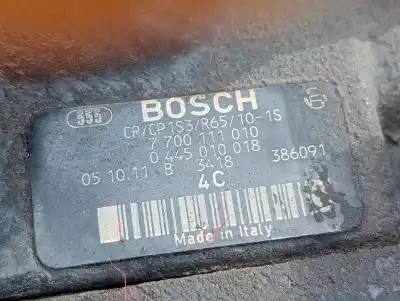 BOSCH
CR/CP1S3/R65/10-1S
7 700 111 010
0 445 010 018
05.10.11 B 3418 386091
4C
Made in Italy